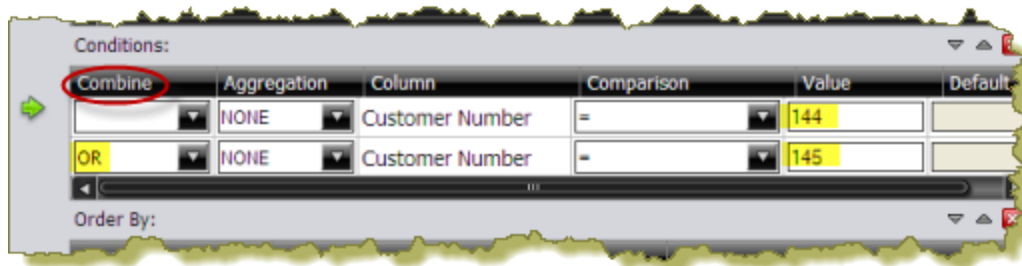 Conditions:
Combine Aggregation Column Comparison Value Default
NONE Customer Number = 144
OR NONE Customer Number = 145
Order By: